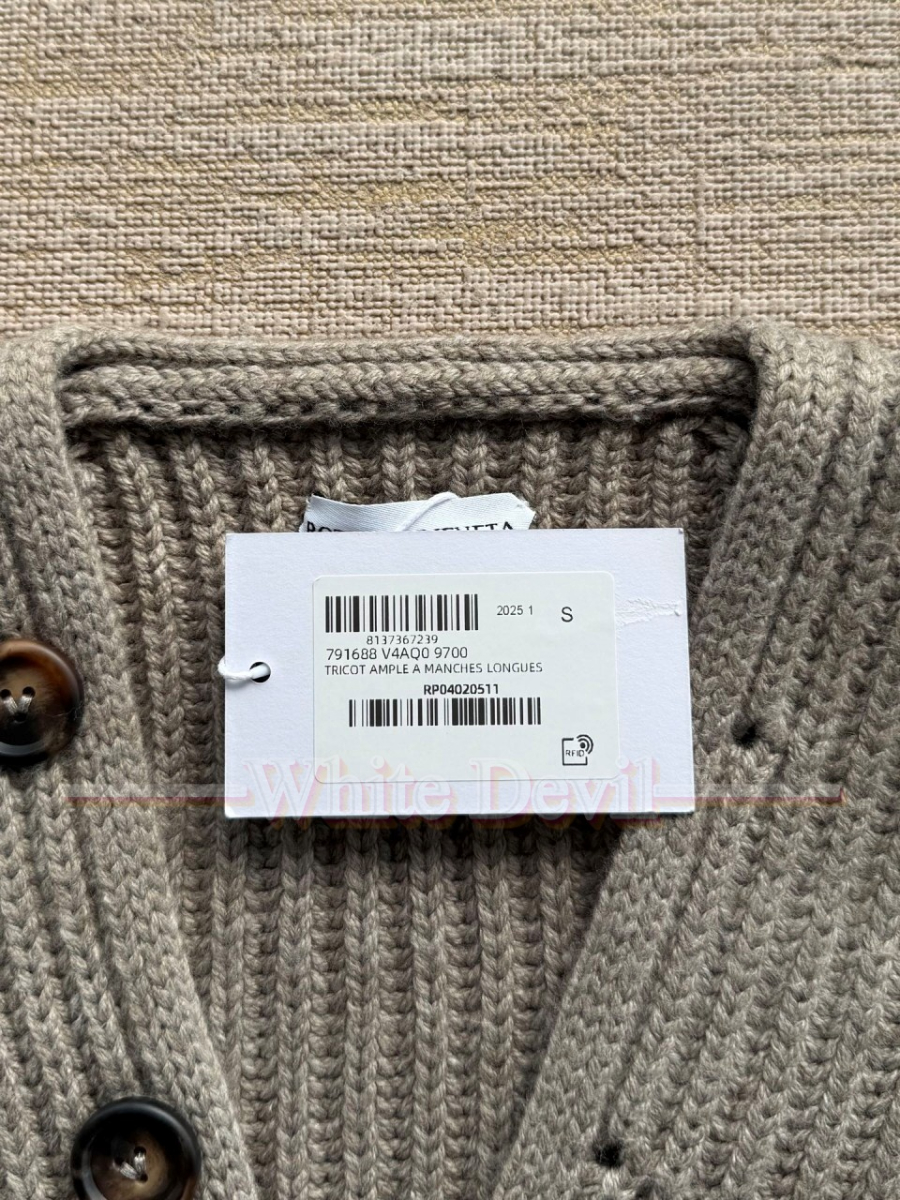 2025 1 S
8137367239
791688 V4AQ0 9700
TRICOT AMPLE A MANCHES LONGUES
RP04020511
RFID
White Devil